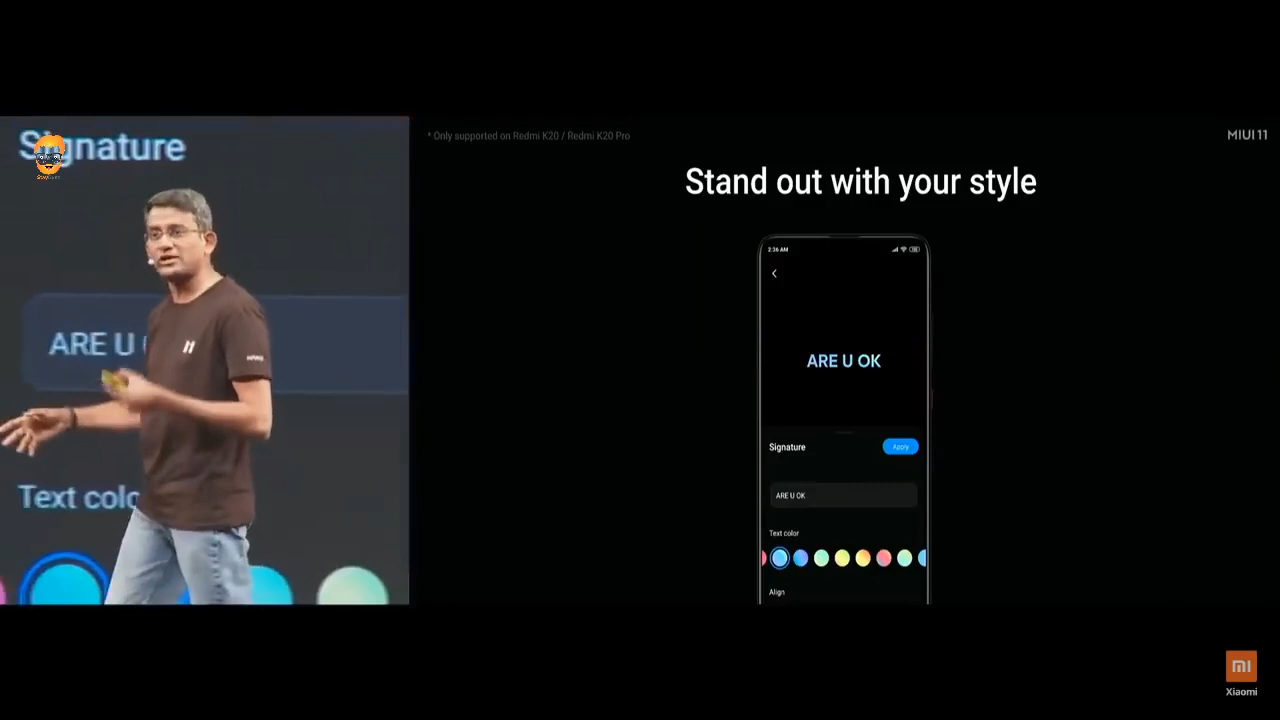 Signature
ARE U
Text colo
* Only supported on Redmi K20 / Redmi K20 Pro
MIUI 11
Stand out with your style
2:36 AM
ARE U OK
Signature
Apply
ARE U OK
Text color
Align
mi
Xiaomi